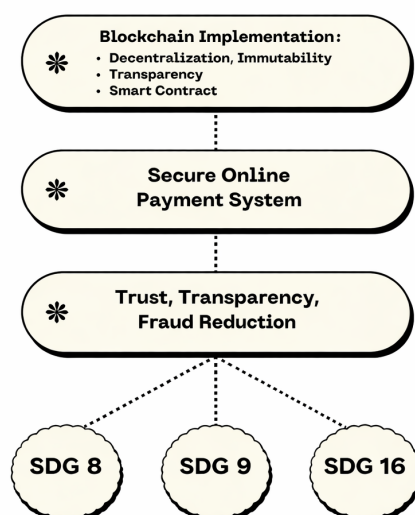 Blockchain Implementation:
• Decentralization, Immutability
• Transparency
• Smart Contract
Secure Online
Payment System
Trust, Transparency,
Fraud Reduction
SDG 8 SDG 9 SDG 16